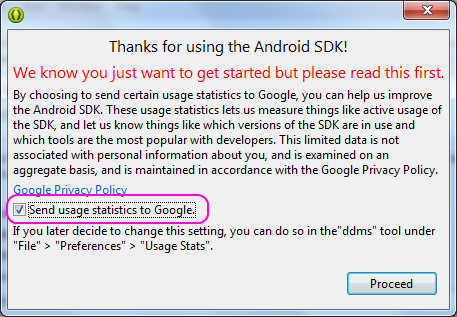 Thanks for using the Android SDK!
We know you just want to get started but please read this first.
By choosing to send certain usage statistics to Google, you can help us improve
the Android SDK. These usage statistics lets us measure things like active usage of
the SDK, and let us know things like which versions of the SDK are in use and
which tools are the most popular with developers. This limited data is not
associated with personal information about you, and is examined on an
aggregate basis, and is maintained in accordance with the Google Privacy Policy.
Google Privacy Policy
Send usage statistics to Google.
If you later decide to change this setting, you can do so in the"ddms" tool under
"File" > "Preferences" > "Usage Stats".
Proceed